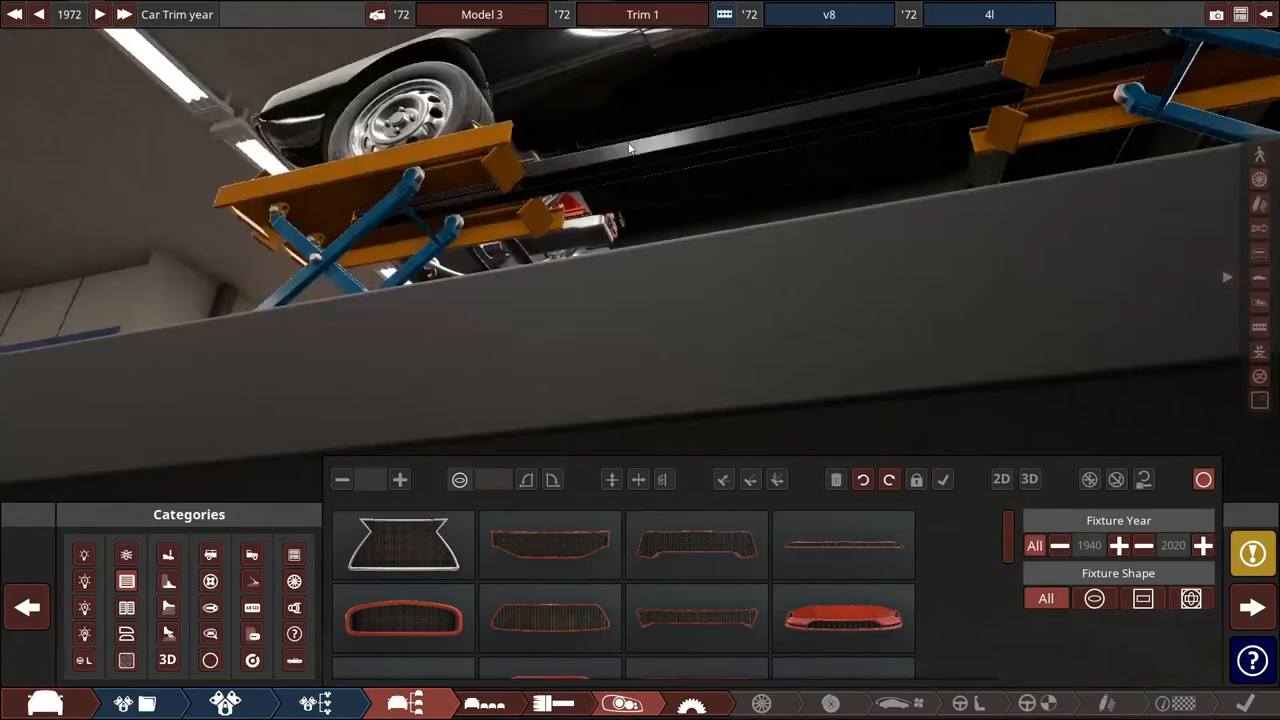 1972 Car Trim year '72 Model 3 '72 Trim 1 '72 v8 '72 4l
2D 3D
Categories
Fixture Year
All 1940 2020
Fixture Shape
All
3D
L
?